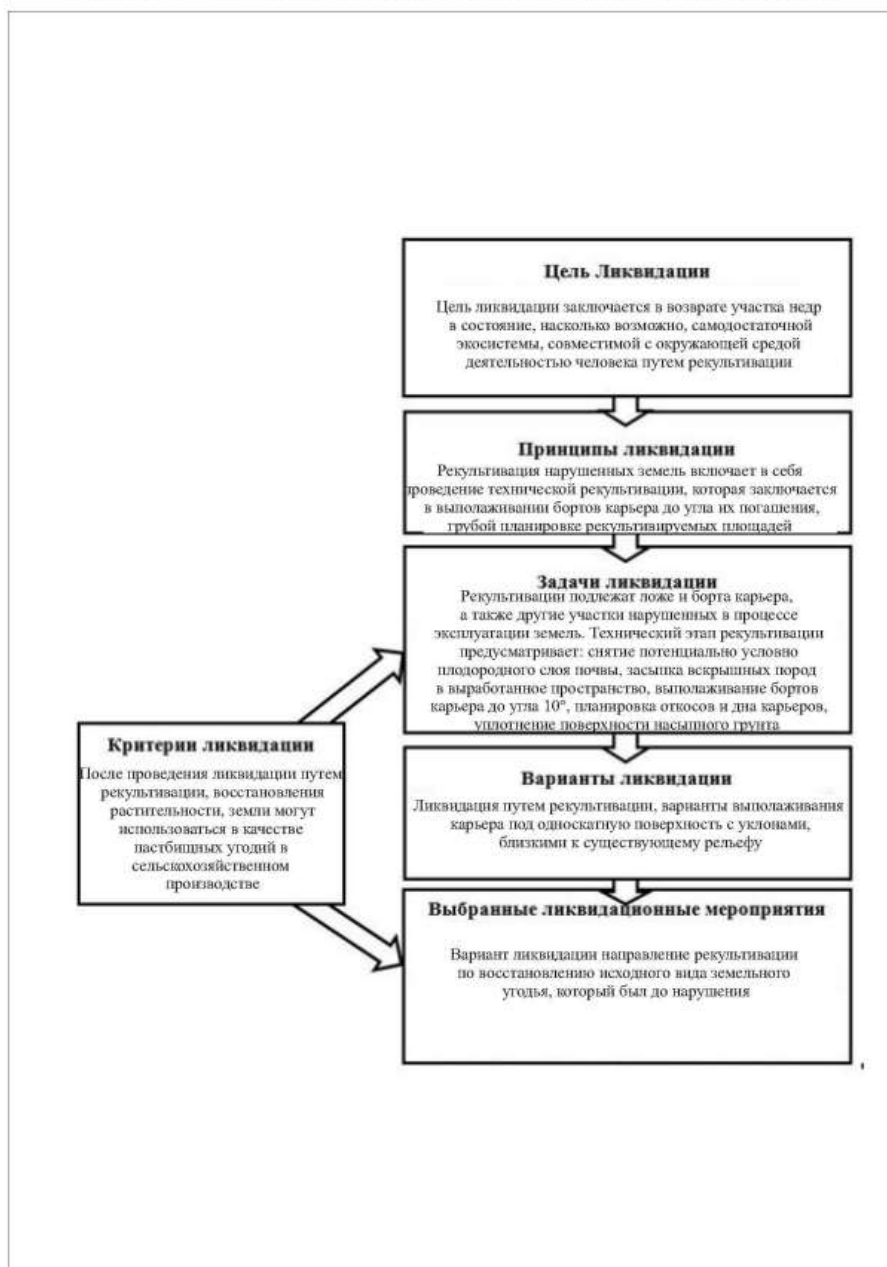 Цель Ликвидации
Цель ликвидации заключается в возврате участка недр
в состояние, насколько возможно, самодостаточной
экосистемы, совместимой с окружающей средой
деятельностью человека путем рекультивации
Принципы ликвидации
Рекультивация нарушенных земель включает в себя
проведение технической рекультивации, которая заключается
в выполаживании бортов карьера до угла их погашения,
грубой планировке рекультивируемых площадей
Задачи ликвидации
Рекультивации подлежат ложе и борта карьера,
а также другие участки нарушенных в процессе
эксплуатации земель. Технический этап рекультивации
предусматривает: снятие потенциально условно
плодородного слоя почвы, засыпка вскрышных пород
в выработанное пространство, выполаживание бортов
карьера до угла 10°, планировка откосов и дна карьеров,
уплотнение поверхности насыпного грунта
Критерии ликвидации
После проведения ликвидации путем
рекультивации, восстановления
растительности, земли могут
использоваться в качестве
пастбищных угодий в
сельскохозяйственном
производстве
Варианты ликвидации
Ликвидация путем рекультивации, варианты выполаживания
карьера под односкатную поверхность с уклонами,
близкими к существующему рельефу
Выбранные ликвидационные мероприятия
Вариант ликвидации направление рекультивации
по восстановлению исходного вида земельного
угодья, который был до нарушения